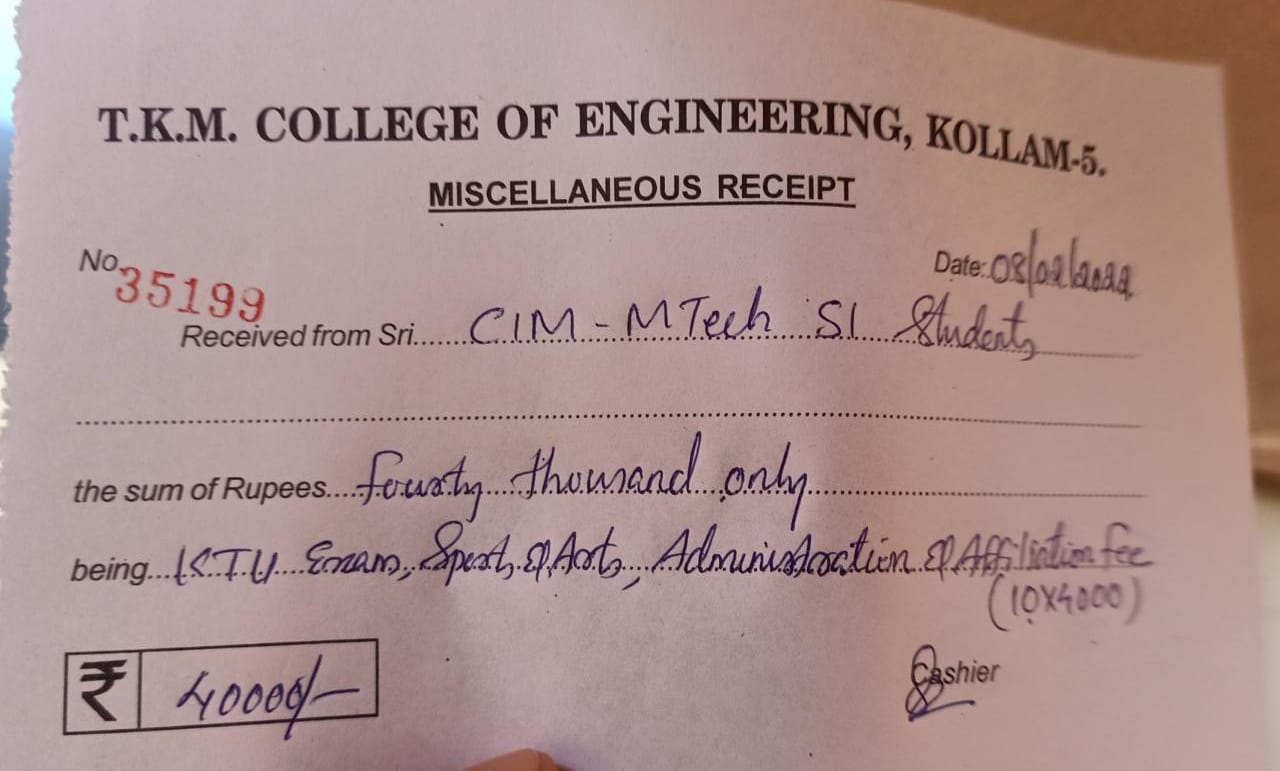 T.K.M. COLLEGE OF ENGINEERING, KOLLAM-5.
MISCELLANEOUS RECEIPT
No. 35199 Date: 08/02/2022
Received from Sri. CIM - MTech S1 Students
the sum of Rupees fourty thousand only
being KTU Exam, Sports & Arts, Administration & Affiliation fee
(10x4000)
₹ 40000/-
Cashier